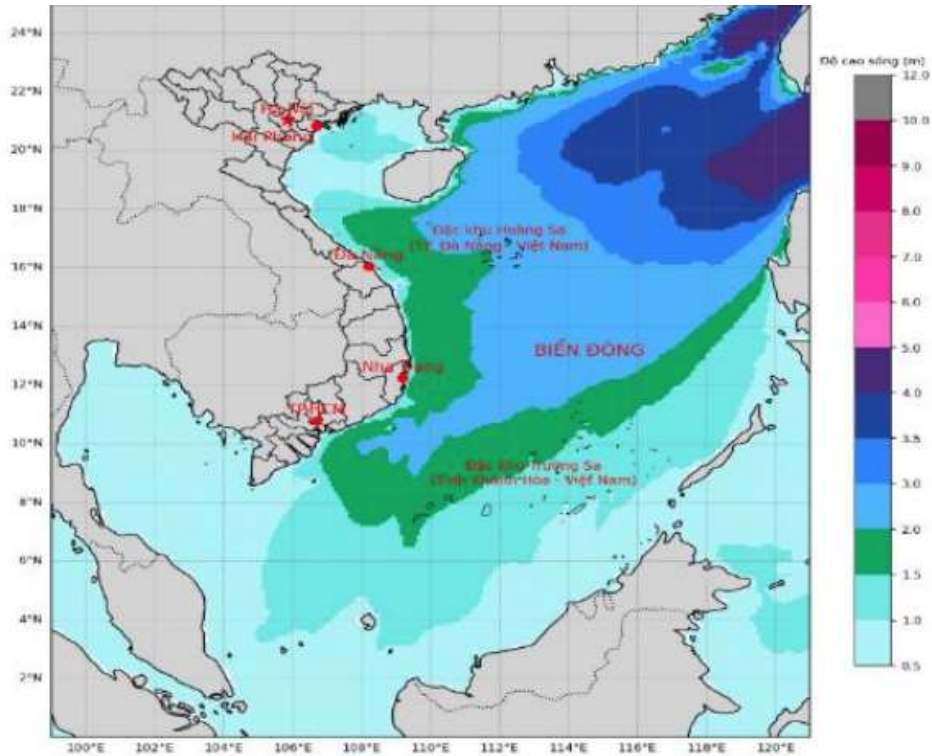 24°N
22°N
20°N
18°N
16°N
14°N
12°N
10°N
8°N
6°N
4°N
2°N
100°E 102°E 104°E 106°E 108°E 110°E 112°E 114°E 116°E 118°E 120°E
Hà Nội
Hải Phòng
Đặc khu Hoàng Sa
(TP. Đà Nẵng - Việt Nam)
Đà Nẵng
BIỂN ĐÔNG
Nha Trang
TP.HCM
Đặc khu Trường Sa
(Tỉnh Khánh Hòa - Việt Nam)
Độ cao sóng (m)
12.0
10.0
9.0
8.0
7.0
6.0
5.0
4.0
3.5
3.0
2.0
1.5
1.0
0.5